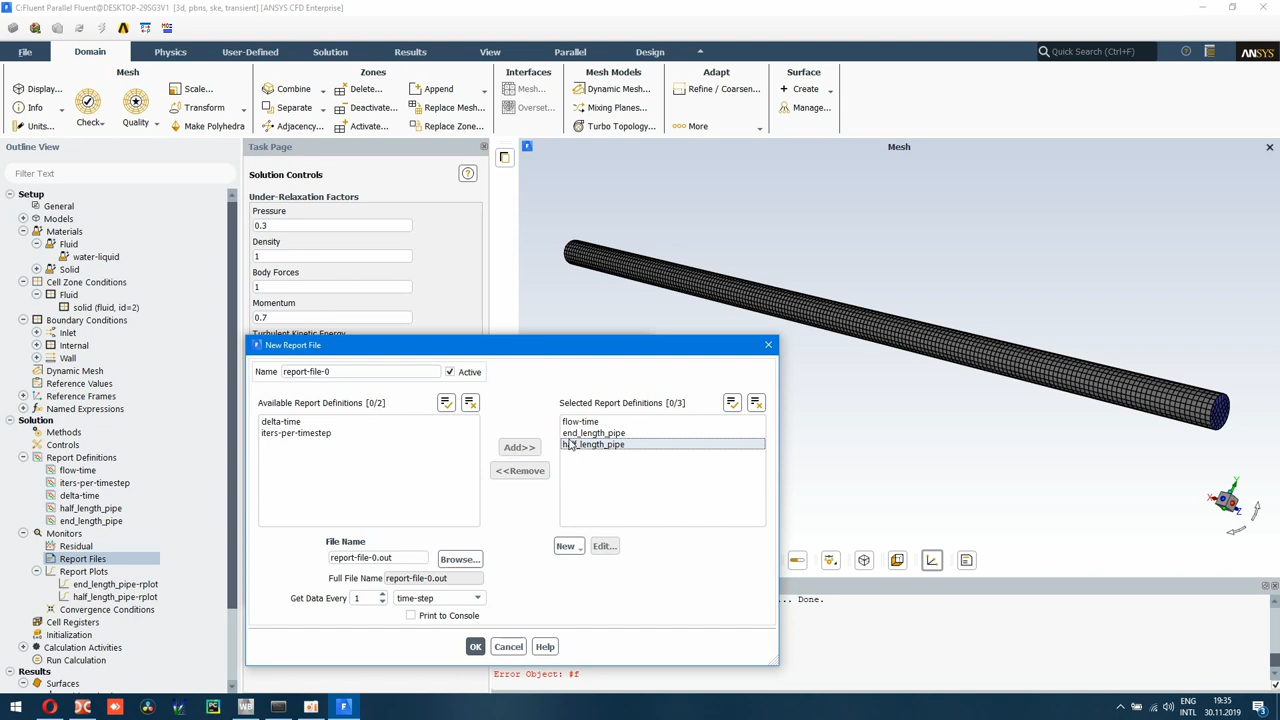 C:Fluent Parallel Fluent@DESKTOP-29SG3V1 [3d, pbns, ske, transient] [ANSYS CFD Enterprise]
File Domain Physics User-Defined Solution Results View Parallel Design Quick Search (Ctrl+F) ANSYS
Mesh Zones Interfaces Mesh Models Adapt Surface
Display... Scale... Combine Delete... Append Mesh... Dynamic Mesh... Refine / Coarsen... Create
Info Transform Separate Deactivate... Replace Mesh... Overset... Mixing Planes... Manage...
Units... Check Quality Make Polyhedra Adjacency... Activate... Replace Zone... Turbo Topology... More
Outline View
Filter Text
Setup
General
Models
Materials
Fluid
water-liquid
Solid
Cell Zone Conditions
Fluid
solid (fluid, id=2)
Boundary Conditions
Inlet
Internal
Wall
Dynamic Mesh
Reference Values
Reference Frames
Named Expressions
Solution
Methods
Controls
Report Definitions
flow-time
iters-per-timestep
delta-time
half_length_pipe
end_length_pipe
Monitors
Residual
Report Files
Report Plots
end_length_pipe-rplot
half_length_pipe-rplot
Convergence Conditions
Cell Registers
Initialization
Calculation Activities
Run Calculation
Results
Surfaces
Task Page
Solution Controls
Under-Relaxation Factors
Pressure
0.3
Density
1
Body Forces
1
Momentum
0.7
Turbulent Kinetic Energy
Mesh
X Y Z
New Report File
Name report-file-0 Active
Available Report Definitions [0/2]
delta-time
iters-per-timestep
Add>>
<<Remove
Selected Report Definitions [0/3]
flow-time
end_length_pipe
half_length_pipe
New Edit...
File Name
report-file-0.out Browse...
Full File Name report-file-0.out
Get Data Every 1 time-step
Print to Console
OK Cancel Help
Done.
Error Object: #f
WB
PC
ENG
INTL
19:35
30.11.2019
3